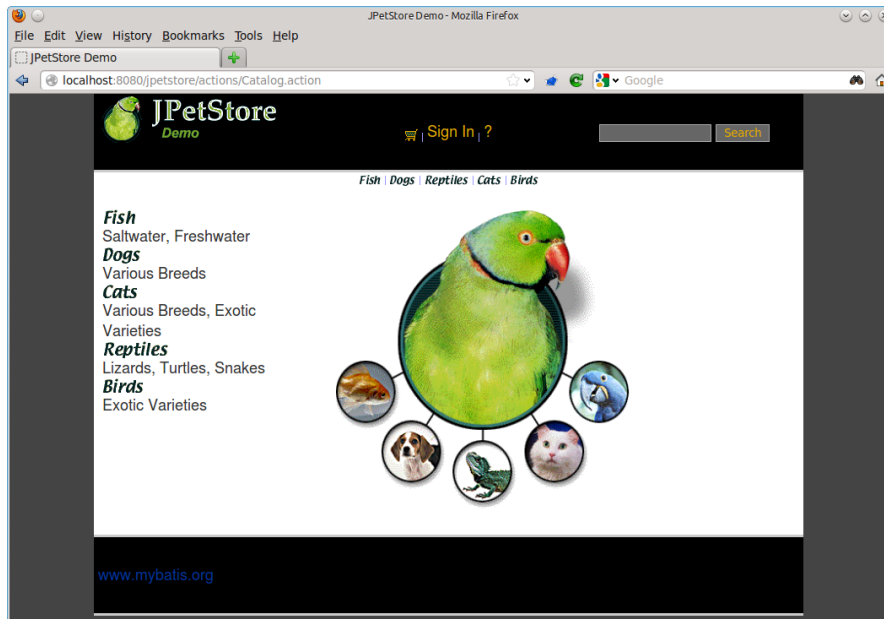 JPetStore Demo - Mozilla Firefox
File Edit View History Bookmarks Tools Help
JPetStore Demo
localhost:8080/jpetstore/actions/Catalog.action
Google
JPetStore
Demo
Sign In | ?
Search
Fish | Dogs | Reptiles | Cats | Birds
Fish
Saltwater, Freshwater
Dogs
Various Breeds
Cats
Various Breeds, Exotic
Varieties
Reptiles
Lizards, Turtles, Snakes
Birds
Exotic Varieties
www.mybatis.org